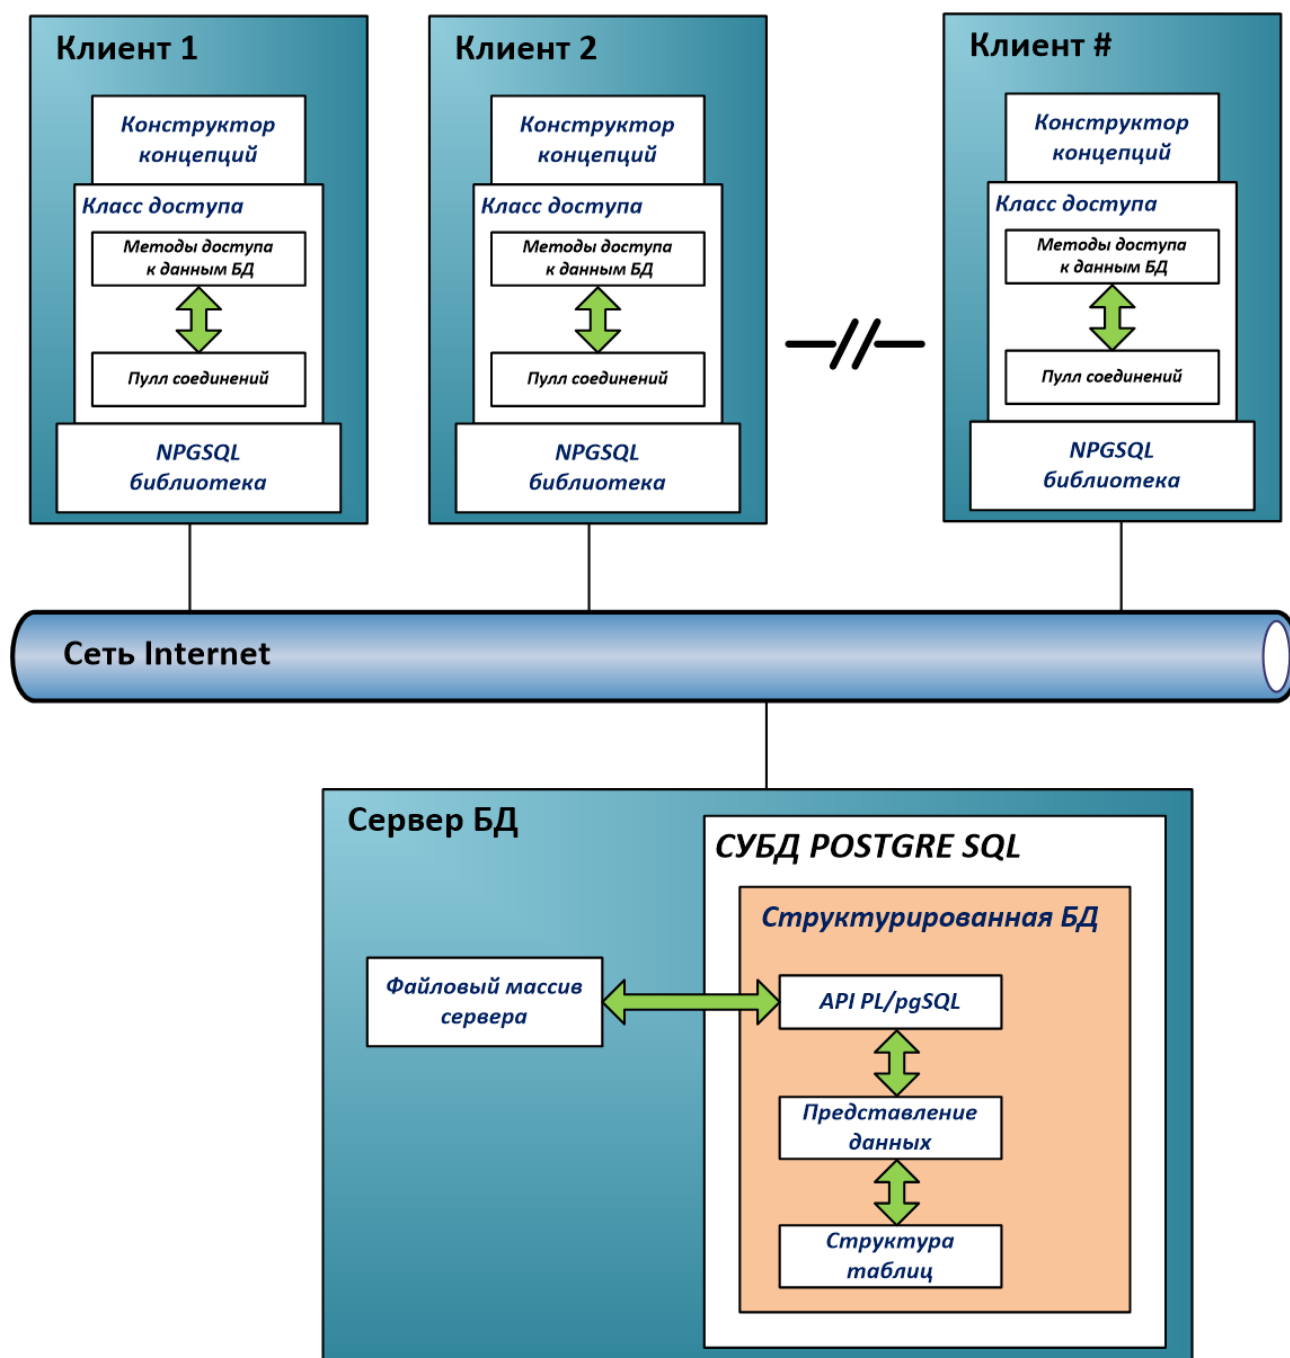 Клиент 1
Конструктор
концепций
Класс доступа
Методы доступа
к данным БД
Пулл соединений
NPGSQL
библиотека
Клиент 2
Конструктор
концепций
Класс доступа
Методы доступа
к данным БД
Пулл соединений
NPGSQL
библиотека
Клиент #
Конструктор
концепций
Класс доступа
Методы доступа
к данным БД
Пулл соединений
NPGSQL
библиотека
Сеть Internet
Сервер БД
СУБД POSTGRE SQL
Структурированная БД
Файловый массив
сервера
API PL/pgSQL
Представление
данных
Структура
таблиц